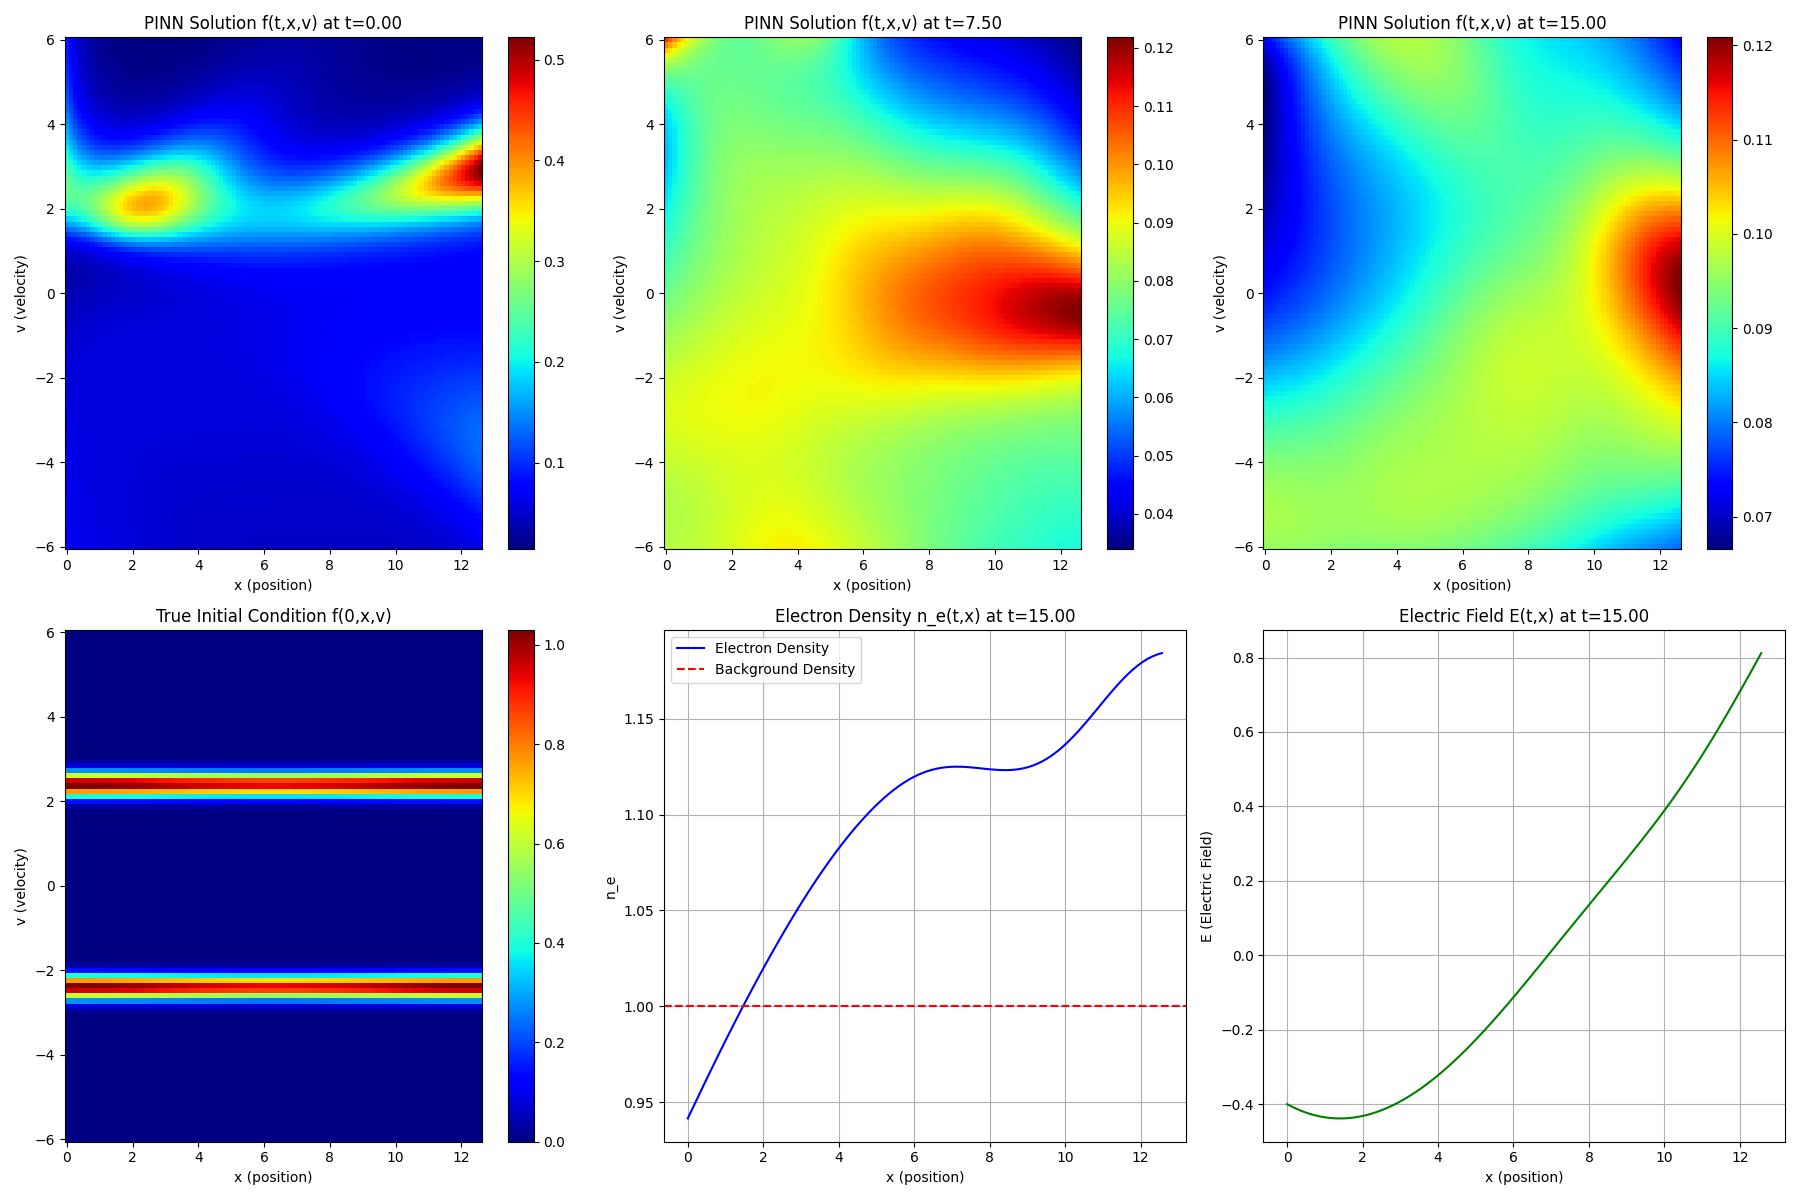 PINN Solution f(t,x,v) at t=0.00
PINN Solution f(t,x,v) at t=7.50
PINN Solution f(t,x,v) at t=15.00
v (velocity)
6
4
2
0
−2
−4
−6
0 2 4 6 8 10 12
x (position)
0.5
0.4
0.3
0.2
0.1
v (velocity)
6
4
2
0
−2
−4
−6
0 2 4 6 8 10 12
x (position)
0.12
0.11
0.10
0.09
0.08
0.07
0.06
0.05
0.04
v (velocity)
6
4
2
0
−2
−4
−6
0 2 4 6 8 10 12
x (position)
0.12
0.11
0.10
0.09
0.08
0.07
True Initial Condition f(0,x,v)
Electron Density n_e(t,x) at t=15.00
Electric Field E(t,x) at t=15.00
v (velocity)
6
4
2
0
−2
−4
−6
0 2 4 6 8 10 12
x (position)
1.0
0.8
0.6
0.4
0.2
0.0
Electron Density
Background Density
n_e
1.15
1.10
1.05
1.00
0.95
0 2 4 6 8 10 12
x (position)
E (Electric Field)
0.8
0.6
0.4
0.2
0.0
−0.2
−0.4
0 2 4 6 8 10 12
x (position)